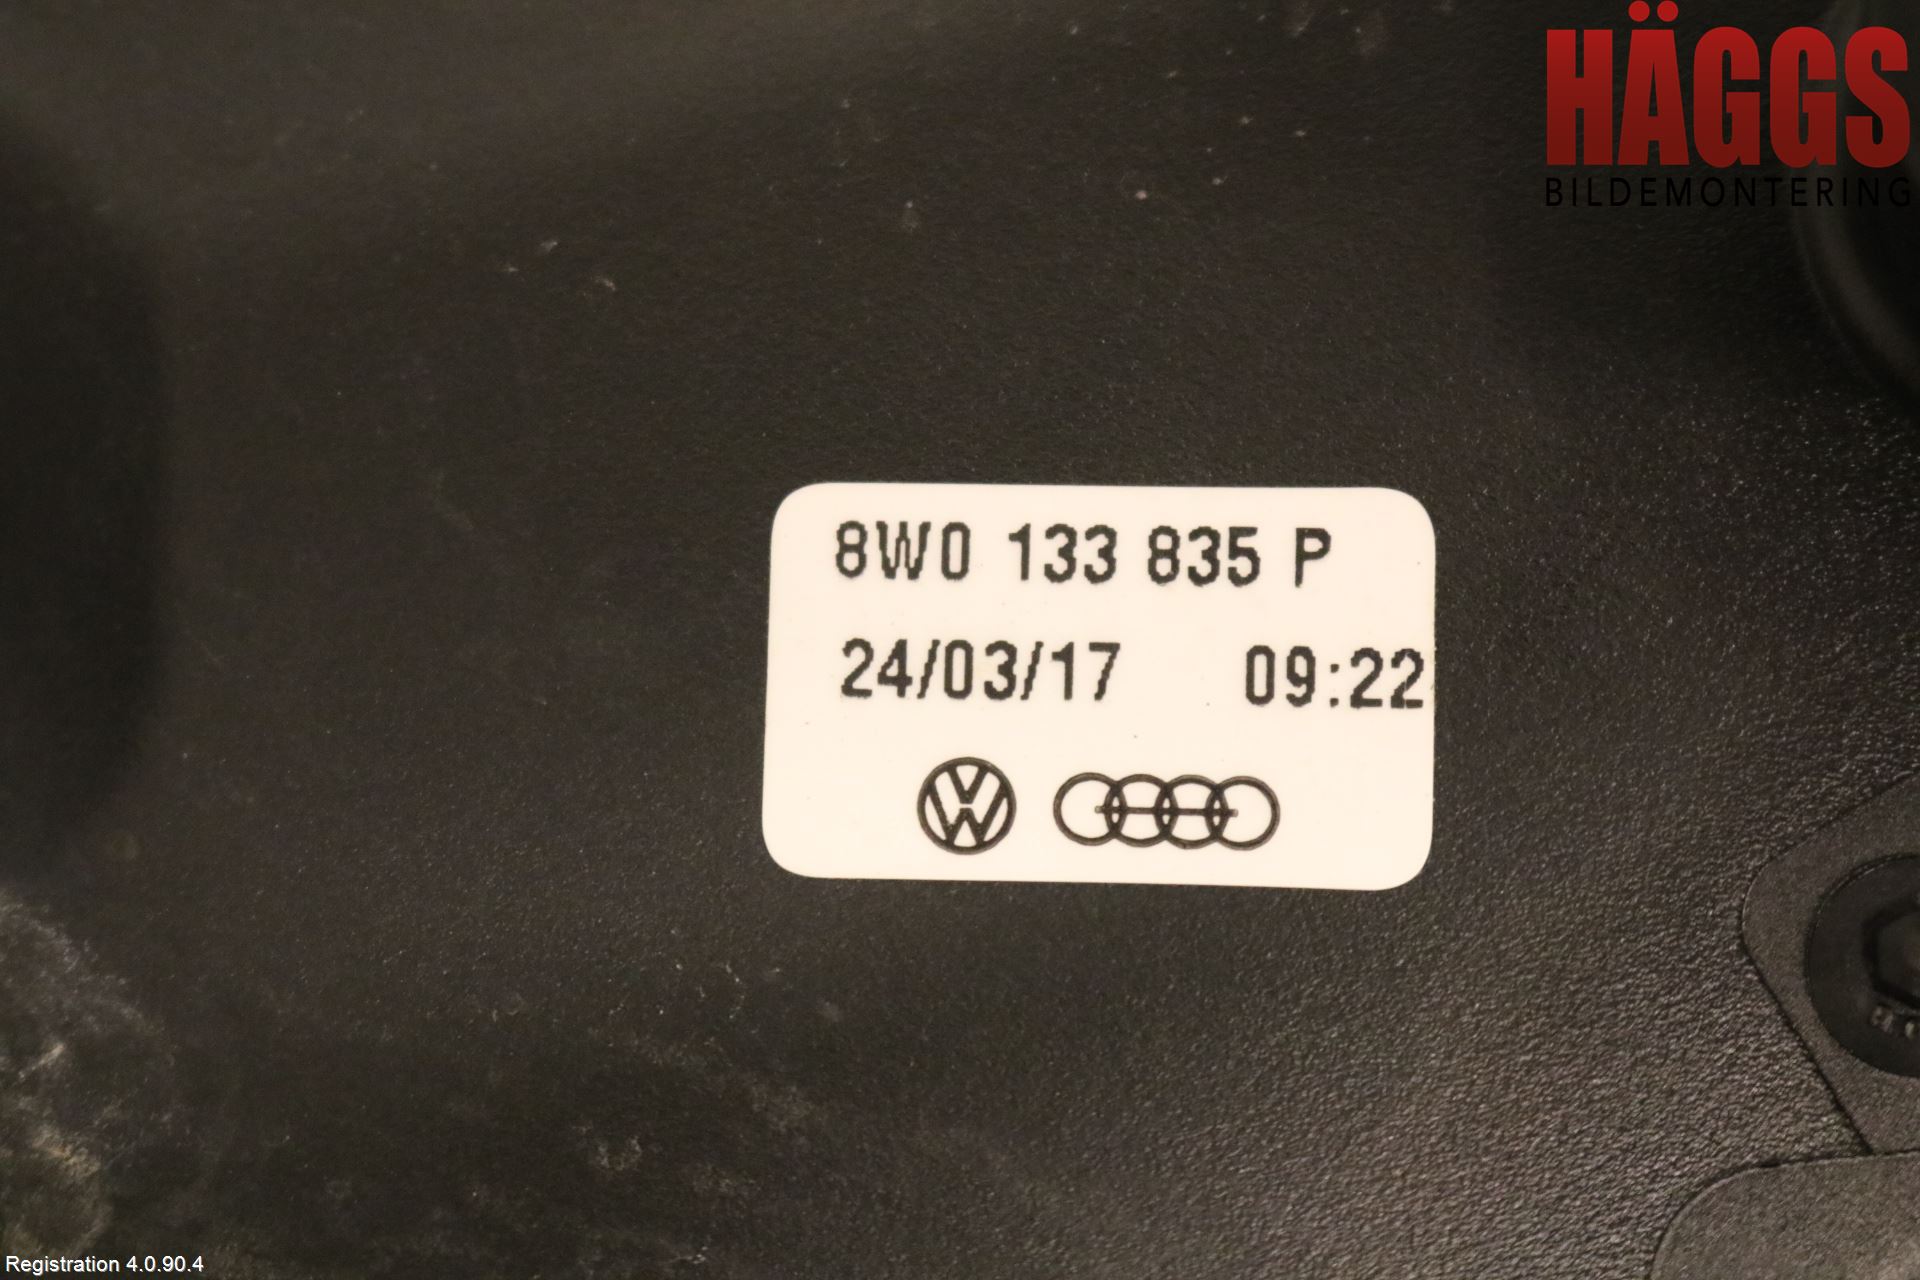 HÄGGS
BILDEMONTERING
8W0 133 835 P
24/03/17 09:22
Registration 4.0.90.4